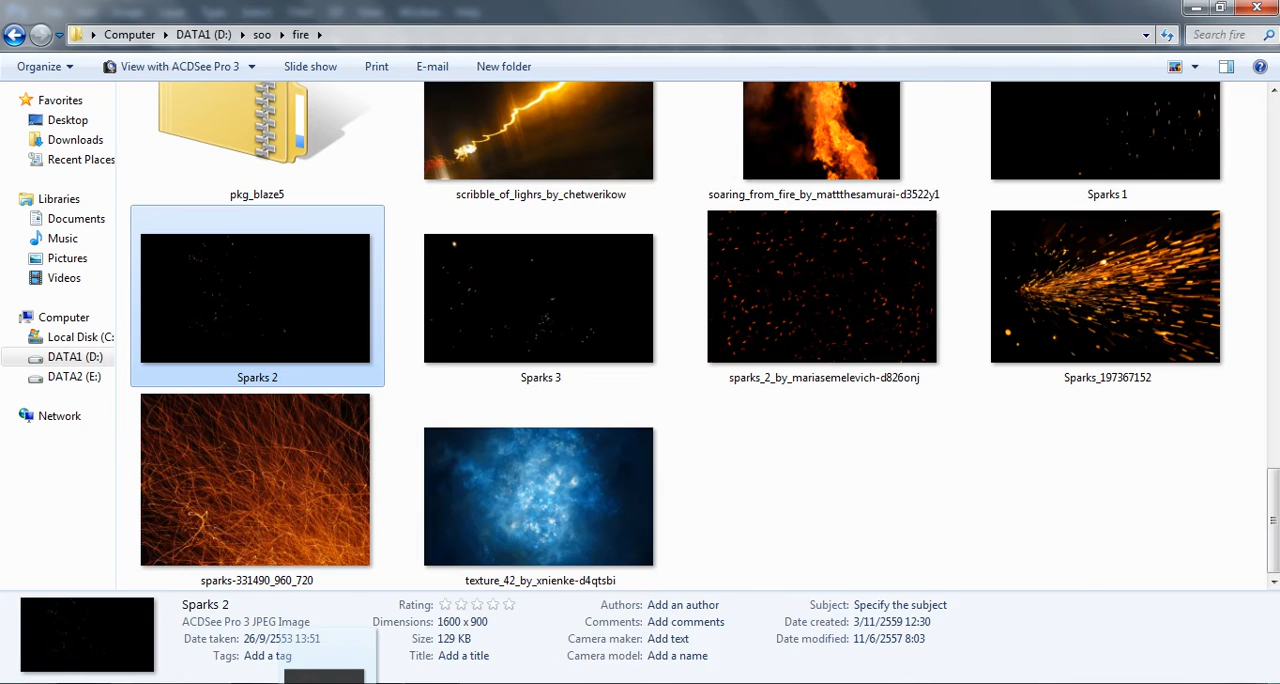 Computer DATA1 (D:) soo fire Search fire
Organize View with ACDSee Pro 3 Slide show Print E-mail New folder
Favorites
Desktop
Downloads
Recent Places
Libraries
Documents
Music
Pictures
Videos
Computer
Local Disk (C:
DATA1 (D:)
DATA2 (E:)
Network
pkg_blaze5 scribble_of_lighrs_by_chetwerikow soaring_from_fire_by_mattthesamurai-d3522y1 Sparks 1
Sparks 2 Sparks 3 sparks_2_by_mariasemelevich-d826onj Sparks_197367152
sparks-331490_960_720 texture_42_by_xnienke-d4qtsbi
Sparks 2 Rating: Authors: Add an author Subject: Specify the subject
ACDSee Pro 3 JPEG Image Dimensions: 1600 x 900 Comments: Add comments Date created: 3/11/2559 12:30
Date taken: 26/9/2553 13:51 Size: 129 KB Camera maker: Add text Date modified: 11/6/2557 8:03
Tags: Add a tag Title: Add a title Camera model: Add a name